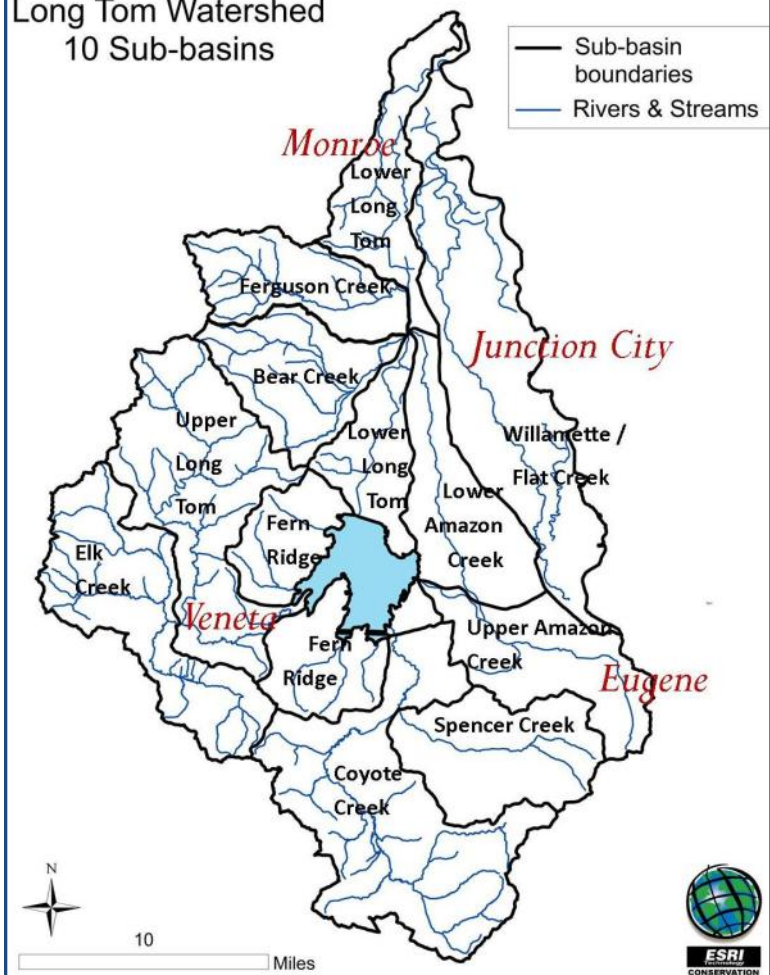 Long Tom Watershed
10 Sub-basins
Sub-basin
boundaries
Rivers & Streams
Monroe
Lower
Long
Tom
Ferguson Creek
Junction City
Bear Creek
Upper
Long
Tom
Lower
Long
Tom
Willamette /
Flat Creek
Lower
Amazon
Creek
Fern
Ridge
Elk
Creek
Veneta
Fern
Ridge
Upper Amazon
Creek
Eugene
Spencer Creek
Coyote
Creek
N
10
Miles
ESRI
Technology
CONSERVATION